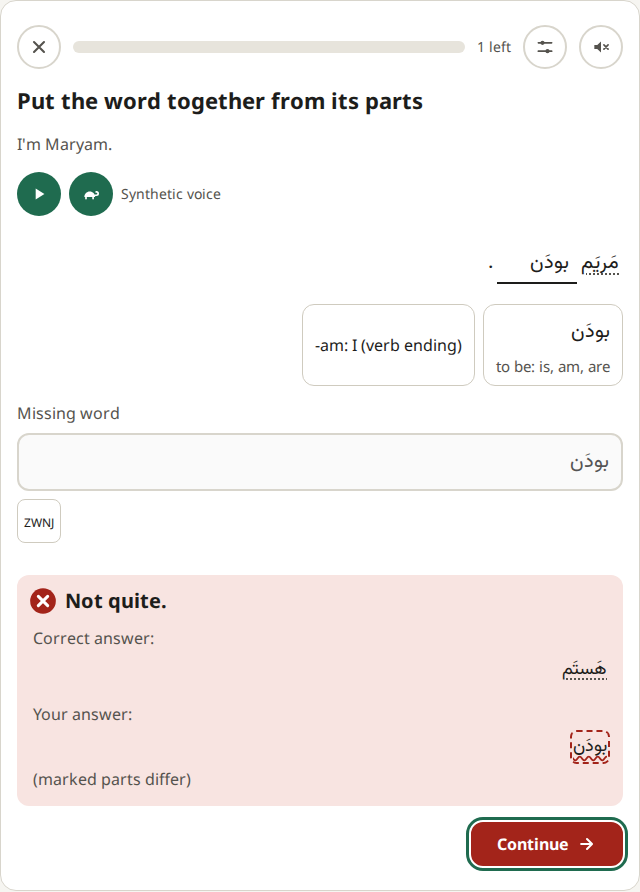 1 left
Put the word together from its parts
I'm Maryam.
Synthetic voice
مَریَم بودَن .
بودَن
to be: is, am, are
-am: I (verb ending)
Missing word
بودَن
ZWNJ
Not quite.
Correct answer:
هَستَم
Your answer:
بودَن
(marked parts differ)
Continue